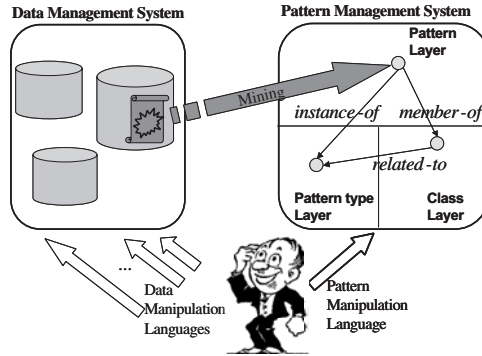 Data Management System
Pattern Management System
Pattern
Layer
Mining
instance-of
member-of
related-to
Pattern type
Layer
Class
Layer
...
Data
Manipulation
Languages
Pattern
Manipulation
Language